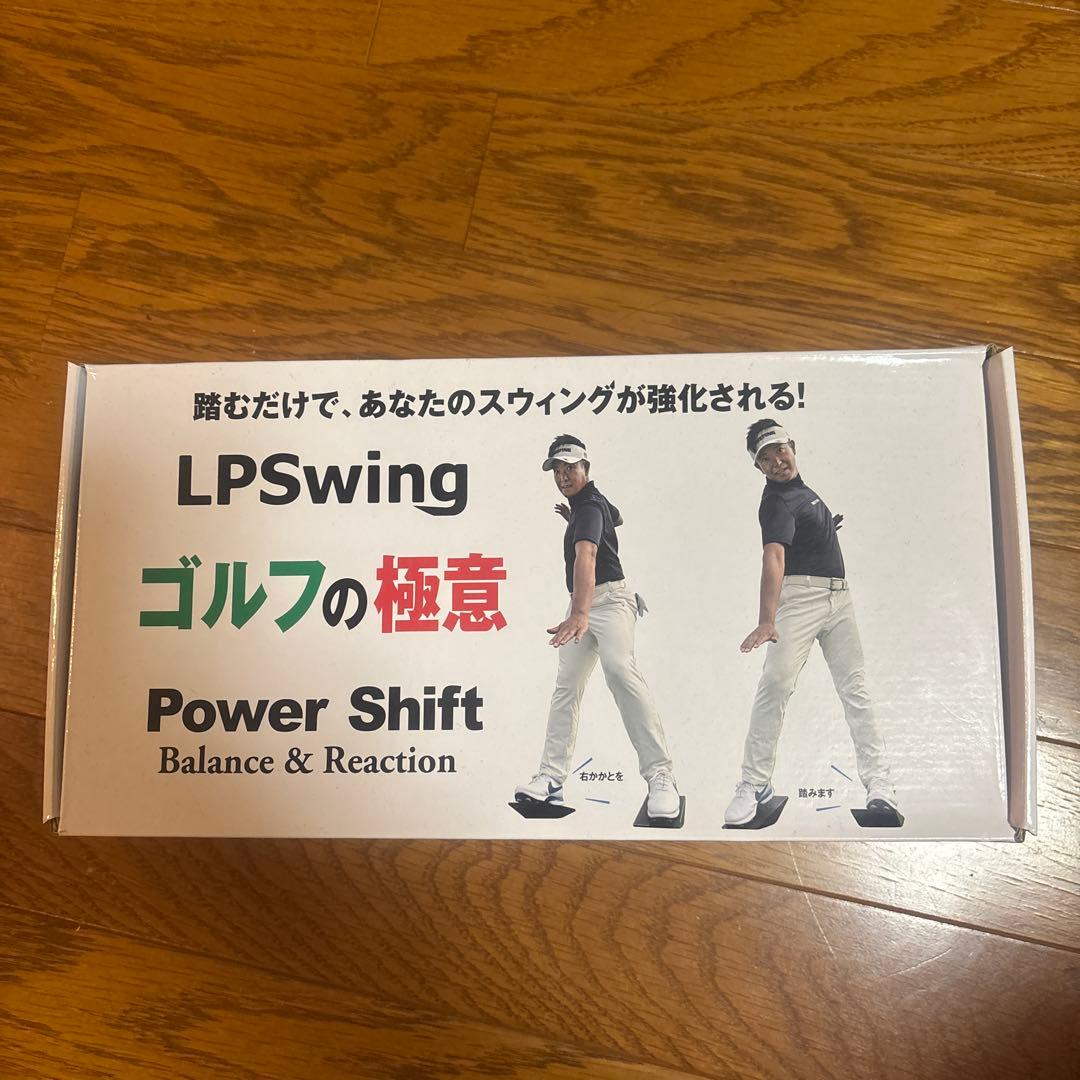 踏むだけで、あなたのスウィングが強化される!
LPSwing
ゴルフの極意
Power Shift
Balance & Reaction
右かかとを
踏みます